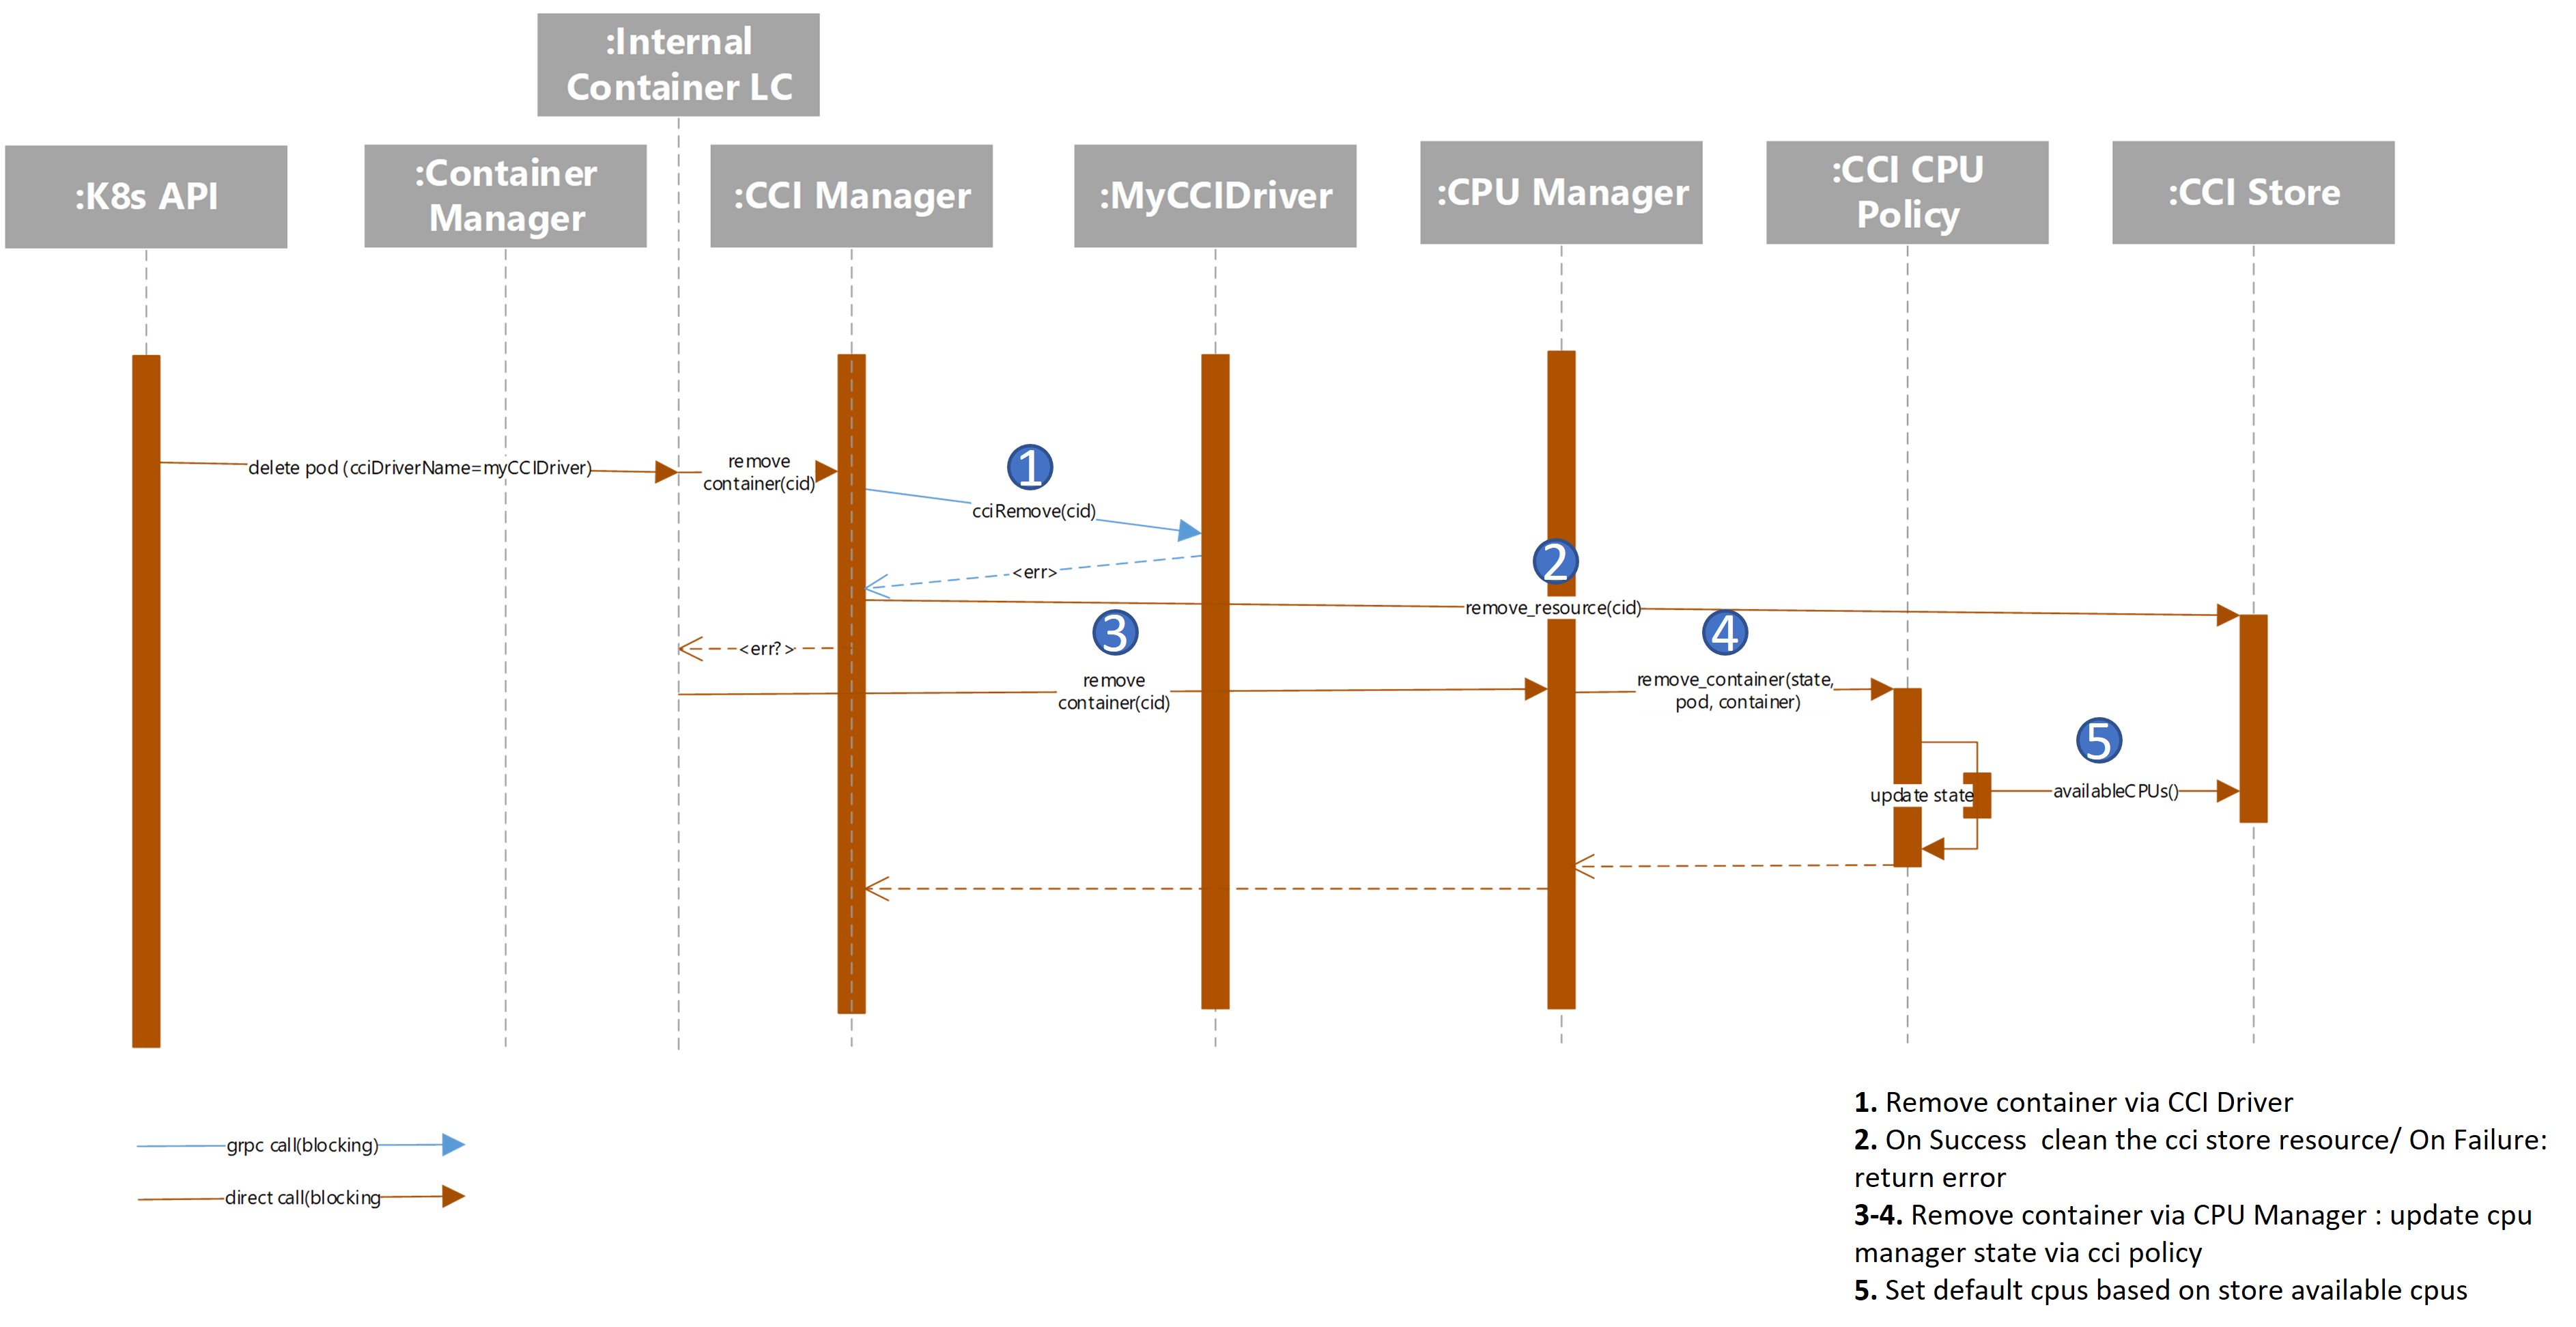 :Internal
Container LC
:K8s API
:Container
Manager
:CCI Manager
:MyCCIDriver
:CPU Manager
:CCI CPU
Policy
:CCI Store
delete pod (cciDriverName=myCCIDriver)
remove
container(cid)
1
cciRemove(cid)
<err>
2
remove_resource(cid)
<err?>
3
remove
container(cid)
4
remove_container(state,
pod, container)
5
update state
availableCPUs()
grpc call(blocking)
direct call(blocking
1. Remove container via CCI Driver
2. On Success clean the cci store resource/ On Failure:
return error
3-4. Remove container via CPU Manager : update cpu
manager state via cci policy
5. Set default cpus based on store available cpus